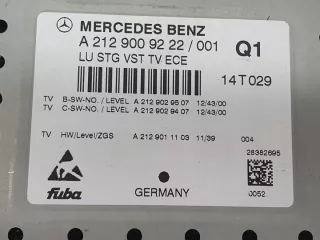 MERCEDES BENZ
A 212 900 92 22 / 001 Q1
LU STG VST TV ECE
14T029
TV B-SW-NO. / LEVEL A 212 902 95 07 12/43/00
TV C-SW-NO. / LEVEL A 212 902 94 07 12/43/00
TV HW/Level/ZGS A 212 901 11 03 11/39 004
28382695
fuba GERMANY 0052